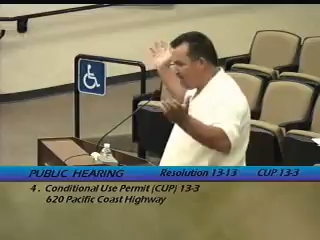 PUBLIC HEARING Resolution 13-13 CUP 13-3
4. Conditional Use Permit (CUP) 13-3
620 Pacific Coast Highway